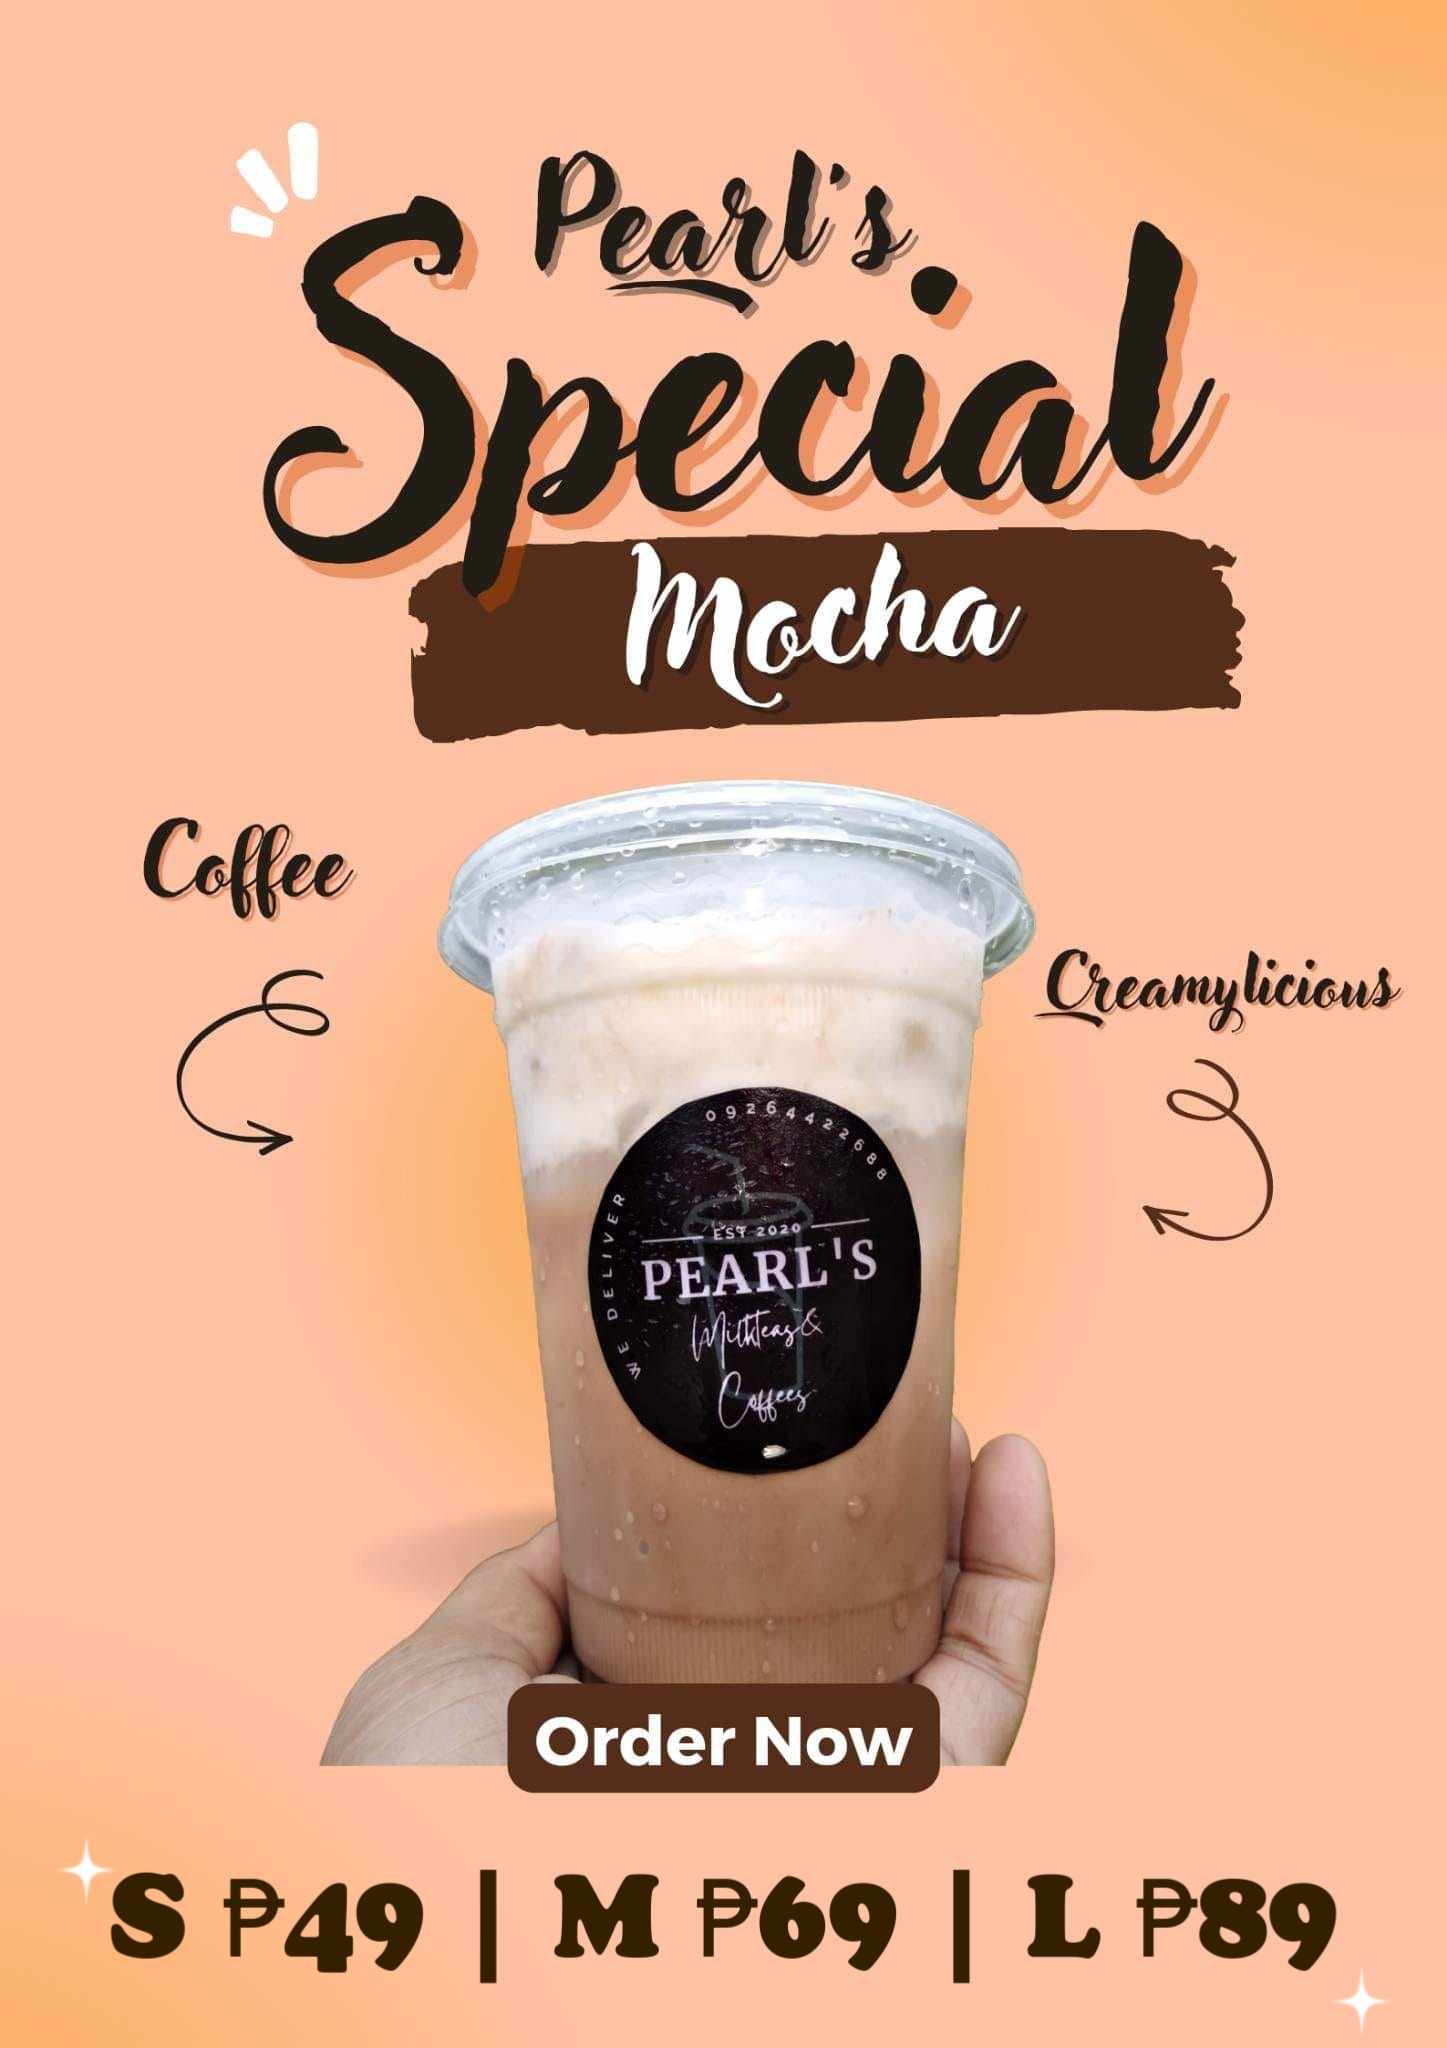 Pearl's
Special
Mocha
Coffee
Creamylicious
09264422688
WE DELIVER
EST 2020
PEARL'S
Milkteas &
Coffees
Order Now
S ₱49 | M ₱69 | L ₱89